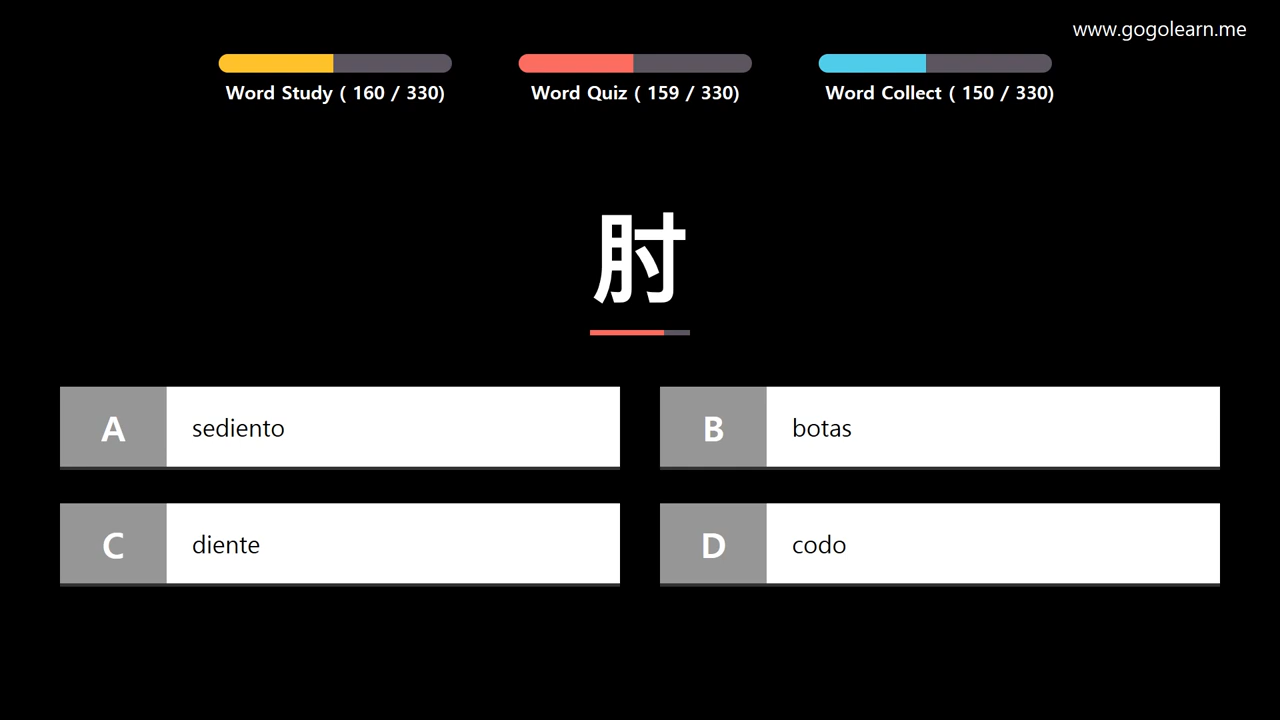 www.gogolearn.me
Word Study ( 160 / 330)
Word Quiz ( 159 / 330)
Word Collect ( 150 / 330)
肘
A sediento
B botas
C diente
D codo